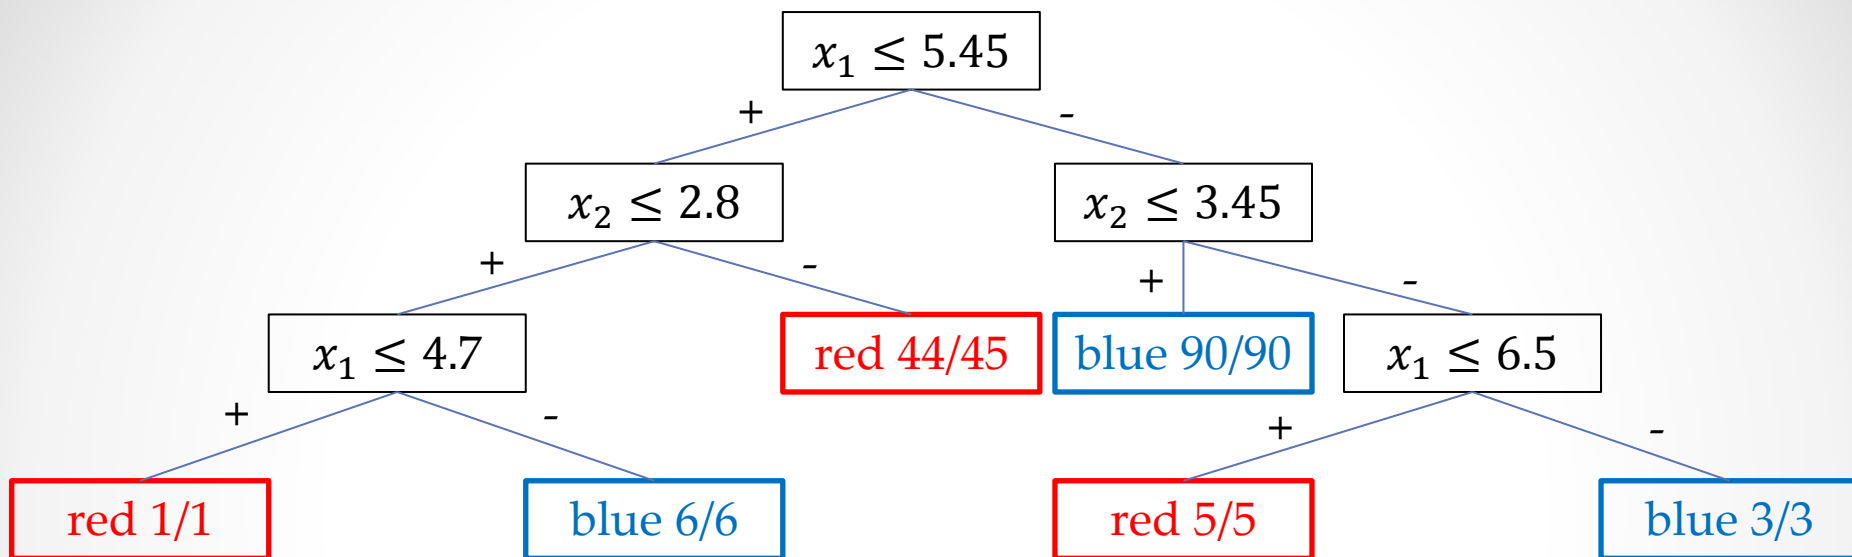 x₁ ≤ 5.45
+ -
x₂ ≤ 2.8 x₂ ≤ 3.45
+ - + -
x₁ ≤ 4.7 red 44/45 blue 90/90 x₁ ≤ 6.5
+ - + -
red 1/1 blue 6/6 red 5/5 blue 3/3